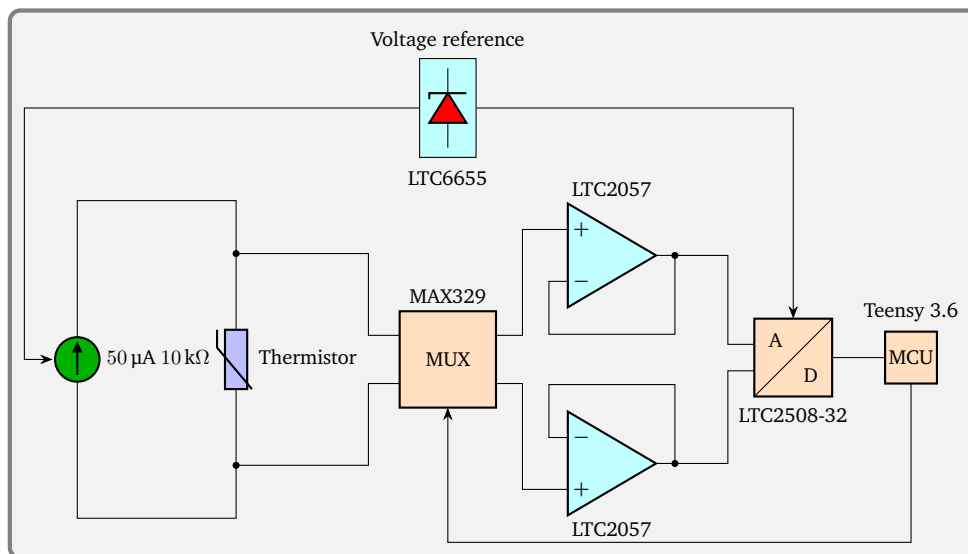 Voltage reference
LTC6655
LTC2057
+
−
MAX329
MUX
50 µA 10 kΩ
Thermistor
A
D
LTC2508-32
Teensy 3.6
MCU
−
+
LTC2057